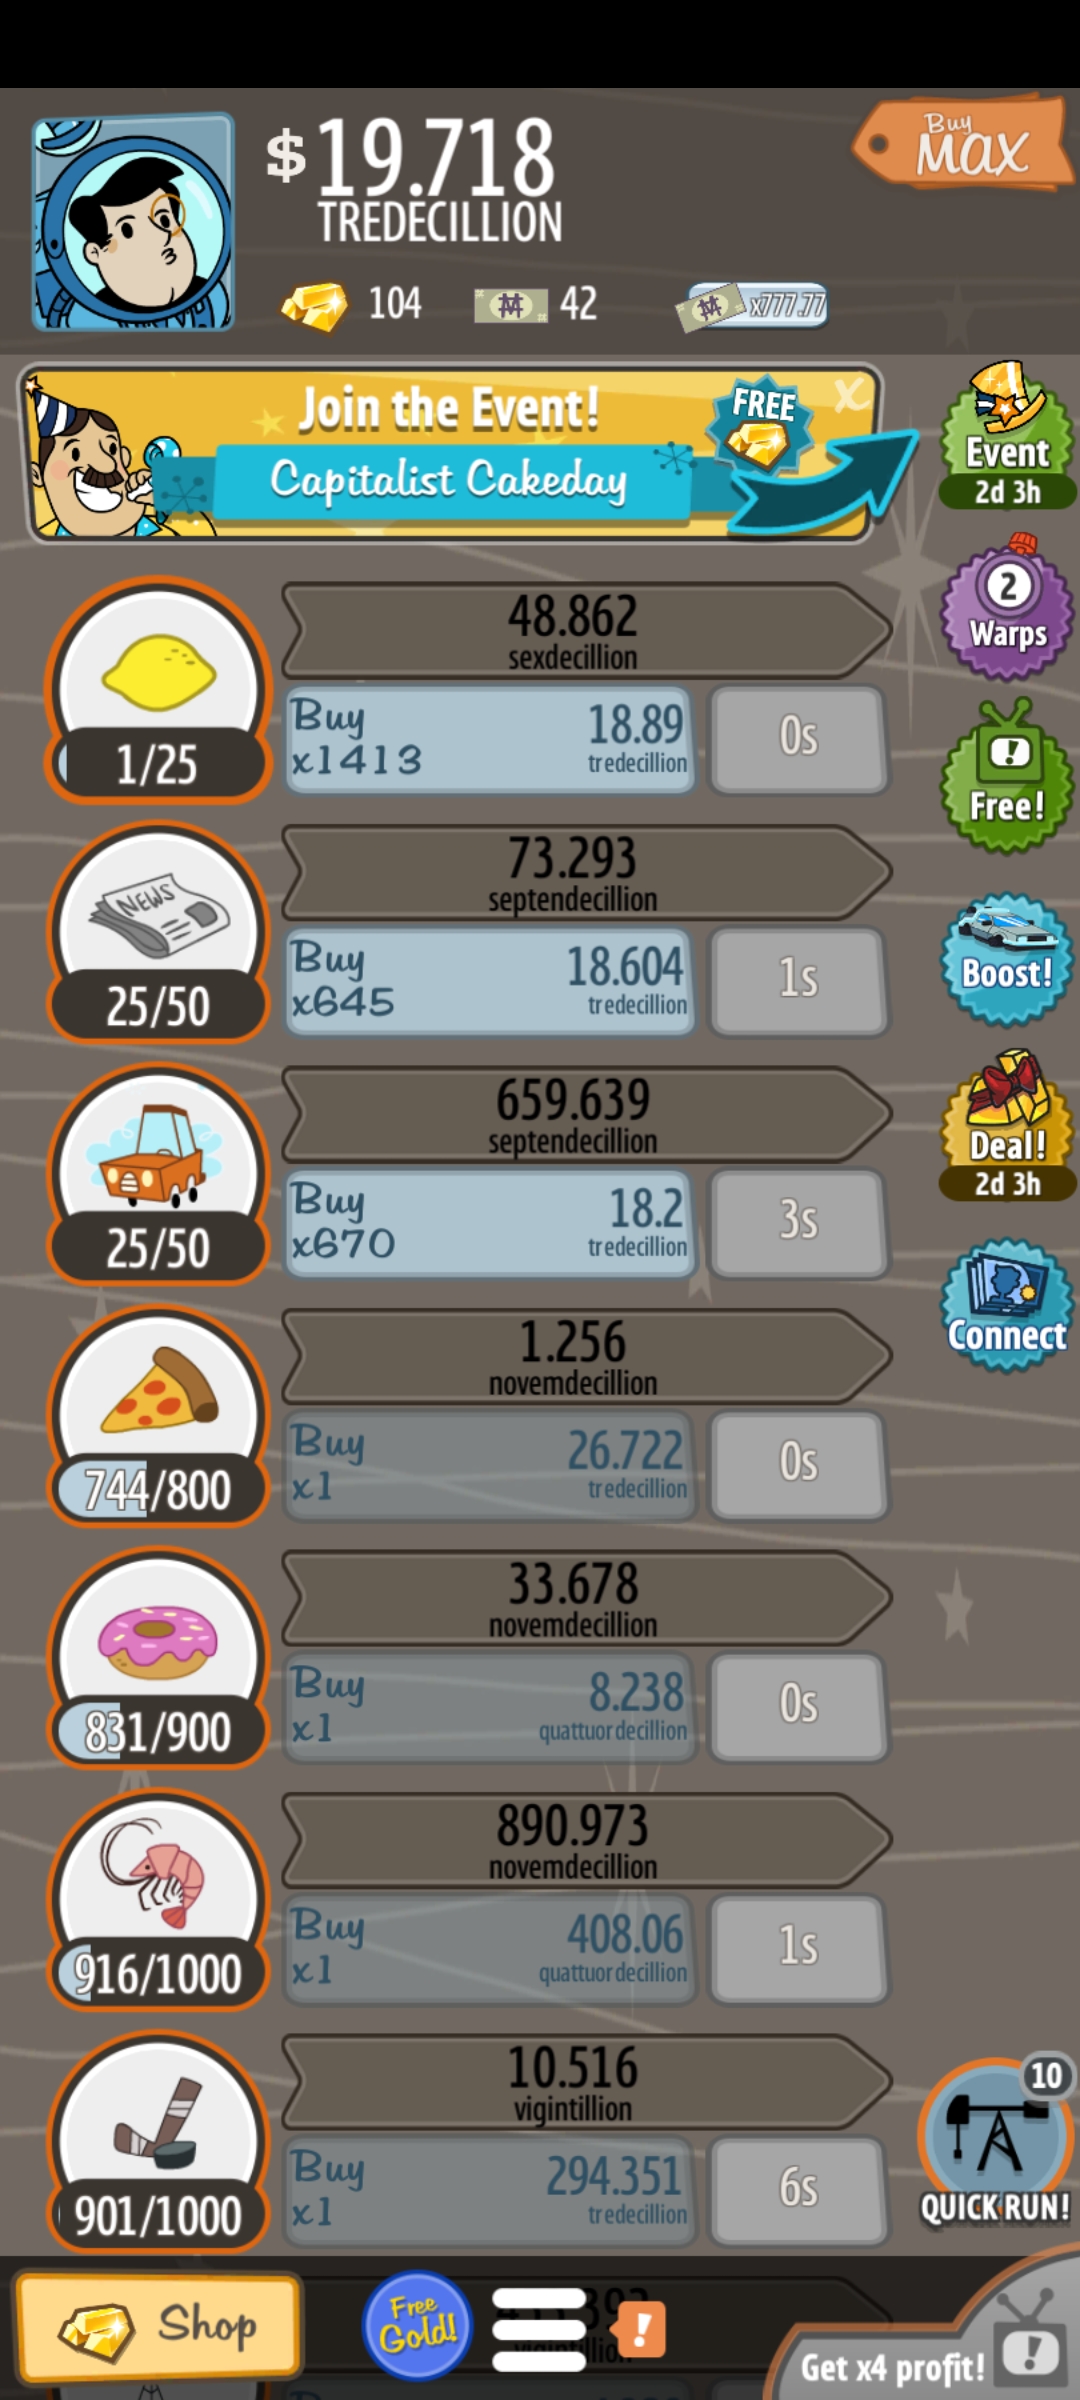 $19.718
TREDECILLION
Buy
MAX
104
42
x777.77
Join the Event!
Capitalist Cakeday
FREE
X
Event
2d 3h
48.862
sexdecillion
Buy
x1413
18.89
tredecillion
0s
1/25
2
Warps
73.293
septendecillion
NEWS
Buy
x645
18.604
tredecillion
1s
25/50
!
Free!
Boost!
659.639
septendecillion
Buy
x670
18.2
tredecillion
3s
25/50
Deal!
2d 3h
1.256
novemdecillion
Buy
x1
26.722
tredecillion
0s
744/800
Connect
33.678
novemdecillion
Buy
x1
8.238
quattuordecillion
0s
831/900
890.973
novemdecillion
Buy
x1
408.06
quattuordecillion
1s
916/1000
10.516
vigintillion
Buy
x1
294.351
tredecillion
6s
901/1000
10
QUICK RUN!
Shop
Free
Gold!
!
Get x4 profit!
!